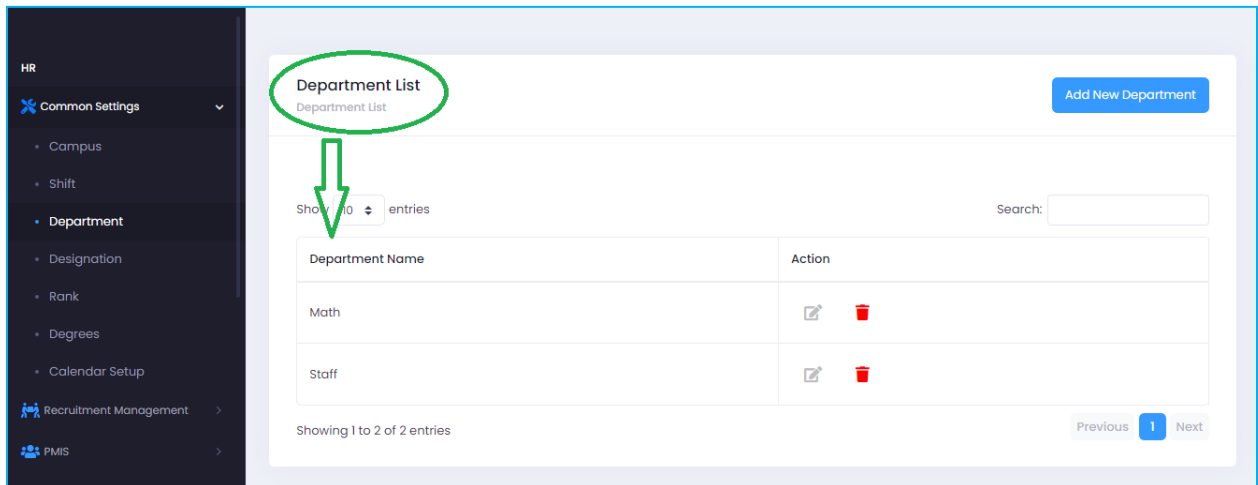 HR
Common Settings
Campus
Shift
Department
Designation
Rank
Degrees
Calendar Setup
Recruitment Management
PMIS
Department List
Department List
Add New Department
Show 10 entries
Search:
Department Name Action
Math
Staff
Showing 1 to 2 of 2 entries
Previous 1 Next